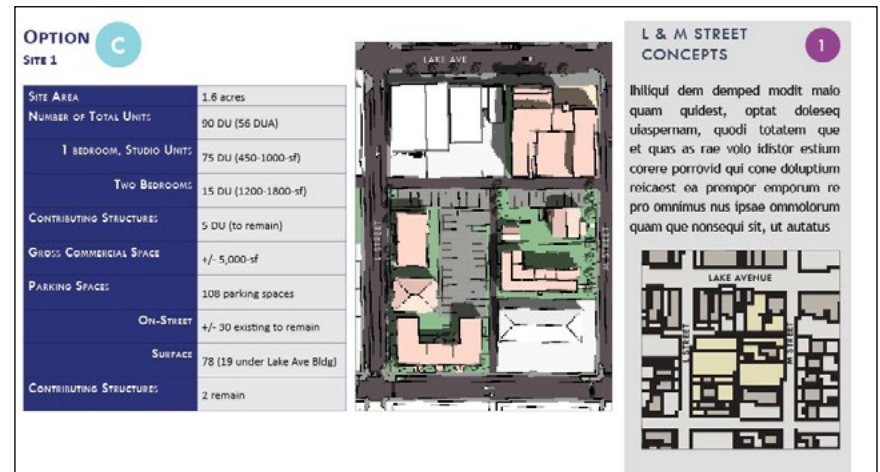 OPTION C
SITE 1
SITE AREA 1.6 acres
NUMBER OF TOTAL UNITS 90 DU (56 DUA)
1 BEDROOM, STUDIO UNITS 75 DU (450-1000-sf)
TWO BEDROOMS 15 DU (1200-1800-sf)
CONTRIBUTING STRUCTURES 5 DU (to remain)
GROSS COMMERCIAL SPACE +/- 5,000-sf
PARKING SPACES 108 parking spaces
ON-STREET +/- 30 existing to remain
SURFACE 78 (19 under Lake Ave Bldg)
CONTRIBUTING STRUCTURES 2 remain
LAKE AVE
L STREET
M STREET
L & M STREET
CONCEPTS
1
Ihiliqui dem demped modit maio
quam quidest, optat doleseq
uiaspernam, quodi totatem que
et quas as rae volo idistor estium
corere porrovid qui cone doluptium
reicaest ea prempor emporum re
pro omnimus nus ipsae ommolorum
quam que nonsequi sit, ut autatus
LAKE AVENUE
L STREET
M STREET